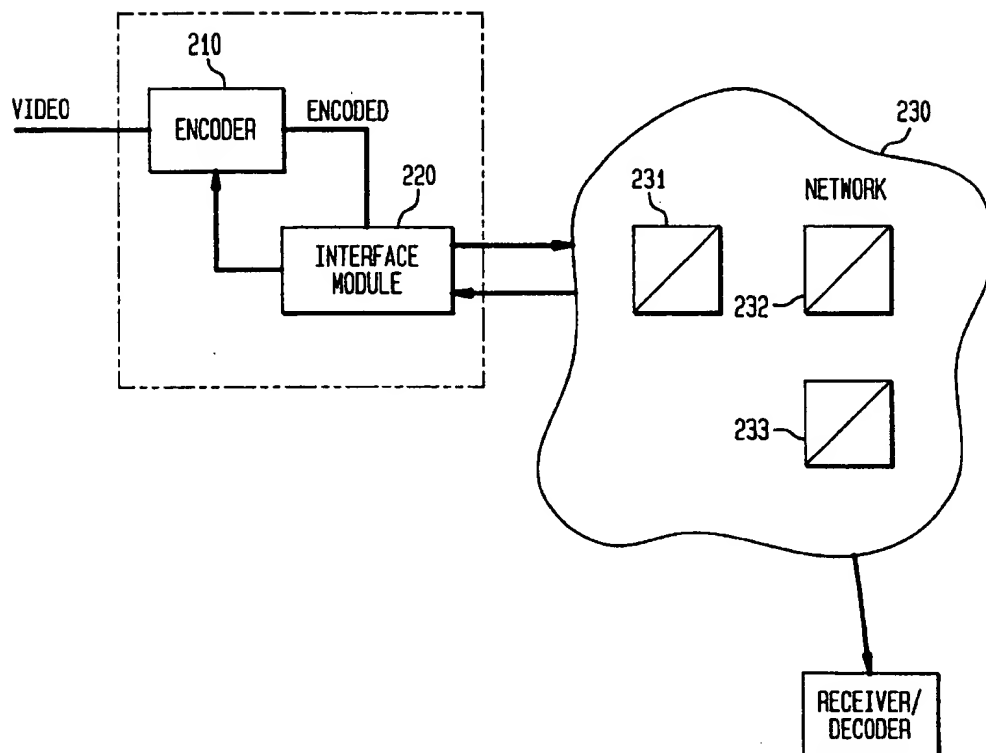 210
VIDEO
ENCODER
ENCODED
220
INTERFACE
MODULE
230
NETWORK
231
232
233
RECEIVER/
DECODER